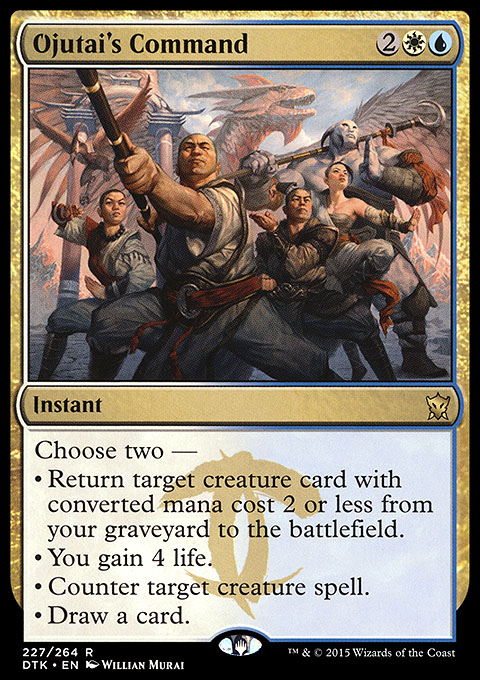 Ojutai's Command 2
Instant
Choose two —
• Return target creature card with
converted mana cost 2 or less from
your graveyard to the battlefield.
• You gain 4 life.
• Counter target creature spell.
• Draw a card.
227/264 R
DTK • EN Willian Murai
™ & © 2015 Wizards of the Coast